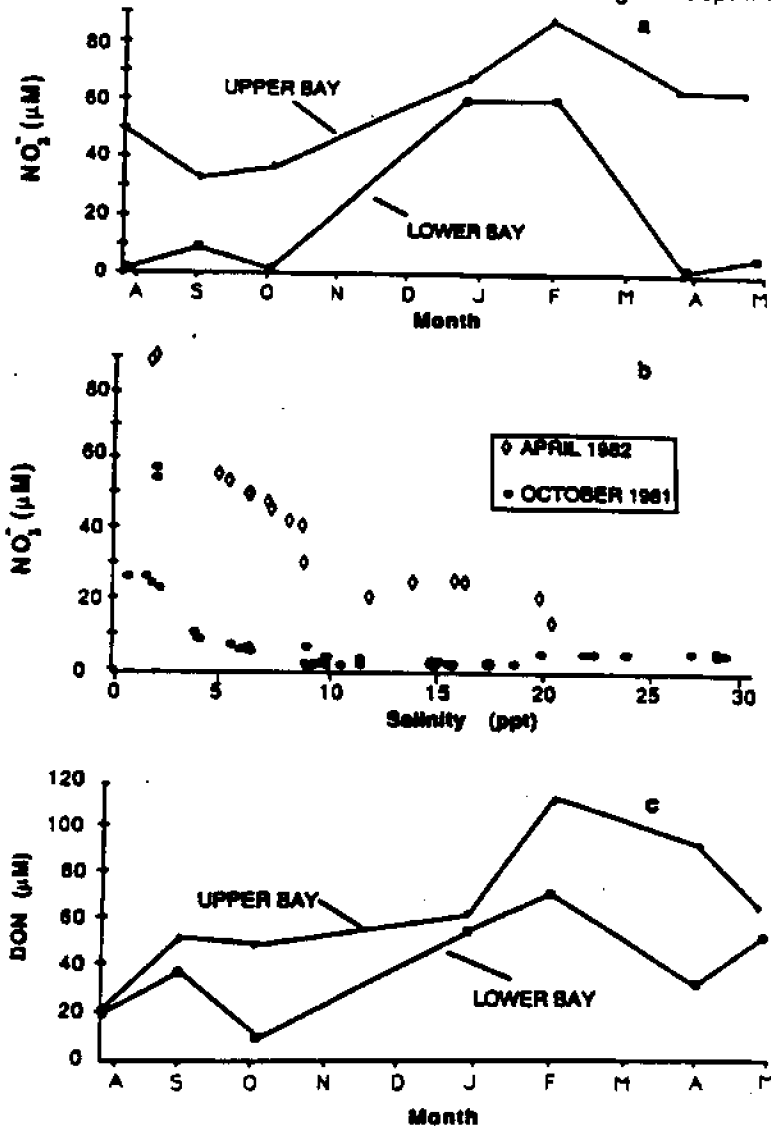 a
80
60
40
20
0
NO₃⁻ (μM)
UPPER BAY
LOWER BAY
A S O N D J F M A M
Month
b
80
60
40
20
0
NO₃⁻ (μM)
◊ APRIL 1982
● OCTOBER 1981
0 5 10 15 20 25 30
Salinity (ppt)
c
120
100
80
60
40
20
0
DON (μM)
UPPER BAY
LOWER BAY
A S O N D J F M A M
Month